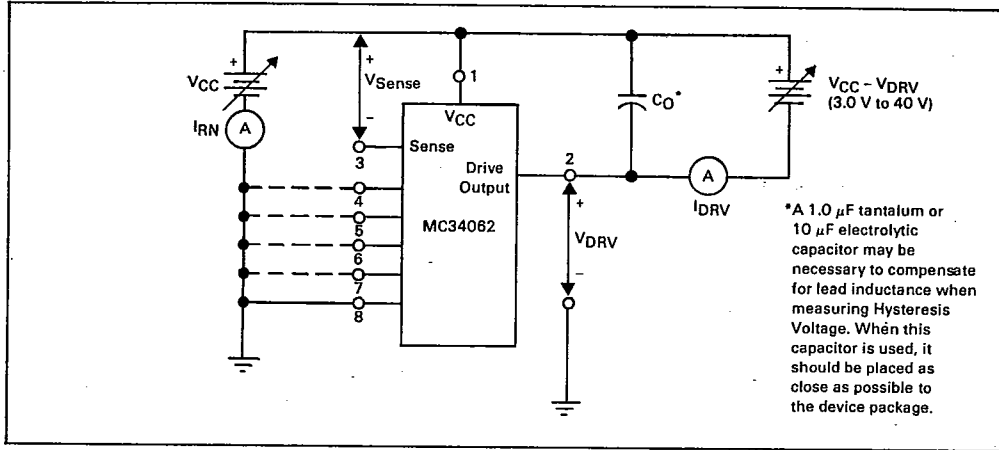 +
VCC
IRN
A
+
VSense
−
1
VCC
3
Sense
Drive
Output
MC34062
4
5
6
7
8
2
+
VDRV
−
CO*
A
IDRV
+
VCC – VDRV
(3.0 V to 40 V)
*A 1.0 μF tantalum or
10 μF electrolytic
capacitor may be
necessary to compensate
for lead inductance when
measuring Hysteresis
Voltage. When this
capacitor is used, it
should be placed as
close as possible to
the device package.